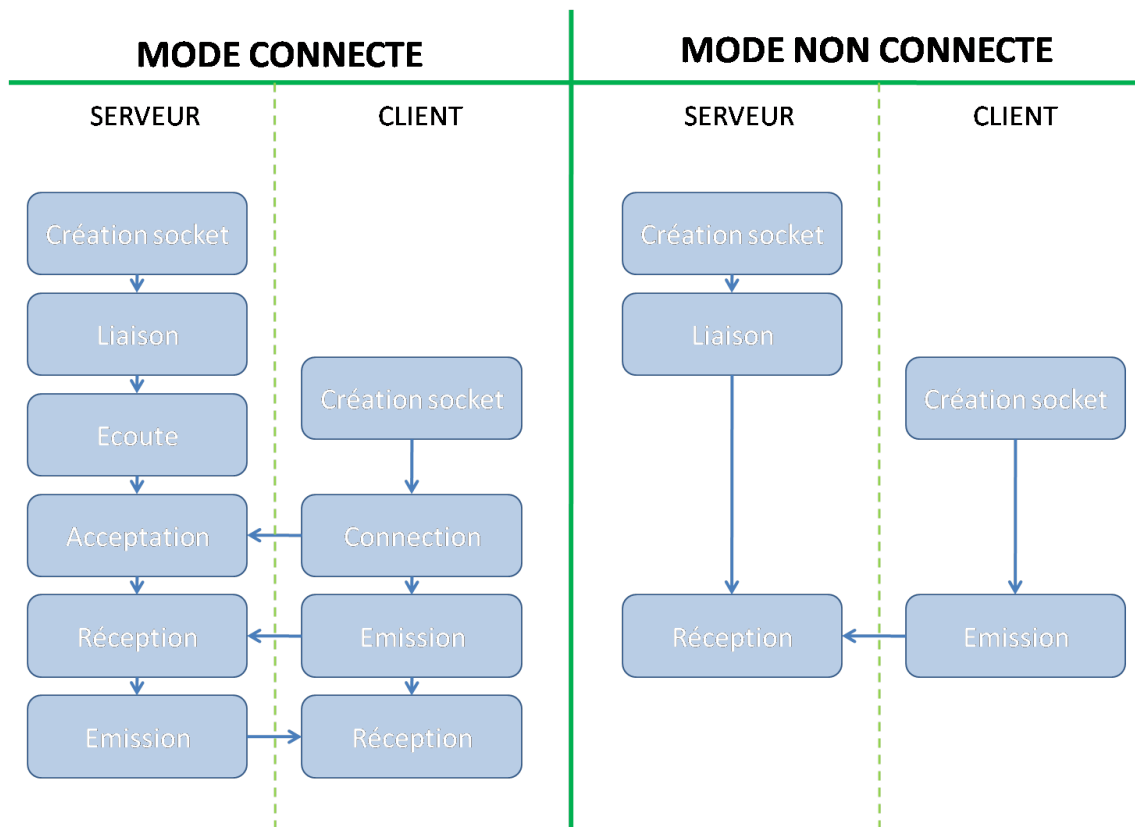 MODE CONNECTE
SERVEUR
CLIENT
Création socket
Liaison
Ecoute
Acceptation
Réception
Emission
Création socket
Connection
Emission
Réception
MODE NON CONNECTE
SERVEUR
CLIENT
Création socket
Liaison
Réception
Création socket
Emission